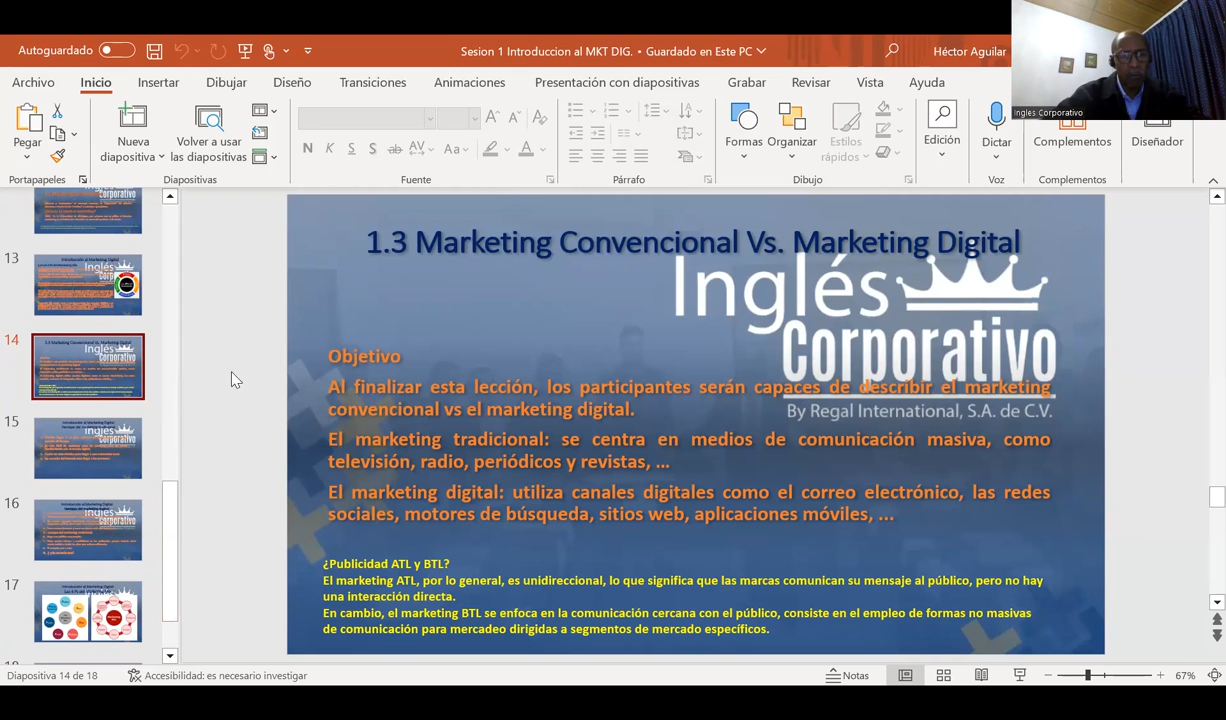 Autoguardado
Sesion 1 Introduccion al MKT DIG. • Guardado en Este PC
Héctor Aguilar
Ingles Corporativo
Archivo
Inicio
Insertar
Dibujar
Diseño
Transiciones
Animaciones
Presentación con diapositivas
Grabar
Revisar
Vista
Ayuda
Pegar
Nueva
diapositiva
Volver a usar
las diapositivas
N K S S ab AV Aa
A
Formas
Organizar
Estilos
rápidos
Edición
Dictar
Complementos
Diseñador
Portapapeles
Diapositivas
Fuente
Párrafo
Dibujo
Voz
Complementos
13
14
15
16
17
1.3 Marketing Convencional Vs. Marketing Digital
Inglés
Corporativo
By Regal International, S.A. de C.V.
Objetivo
Al finalizar esta lección, los participantes serán capaces de describir el marketing
convencional vs el marketing digital.
El marketing tradicional: se centra en medios de comunicación masiva, como
televisión, radio, periódicos y revistas, ...
El marketing digital: utiliza canales digitales como el correo electrónico, las redes
sociales, motores de búsqueda, sitios web, aplicaciones móviles, ...
¿Publicidad ATL y BTL?
El marketing ATL, por lo general, es unidireccional, lo que significa que las marcas comunican su mensaje al público, pero no hay
una interacción directa.
En cambio, el marketing BTL se enfoca en la comunicación cercana con el público, consiste en el empleo de formas no masivas
de comunicación para mercadeo dirigidas a segmentos de mercado específicos.
Diapositiva 14 de 18
Accesibilidad: es necesario investigar
Notas
67%